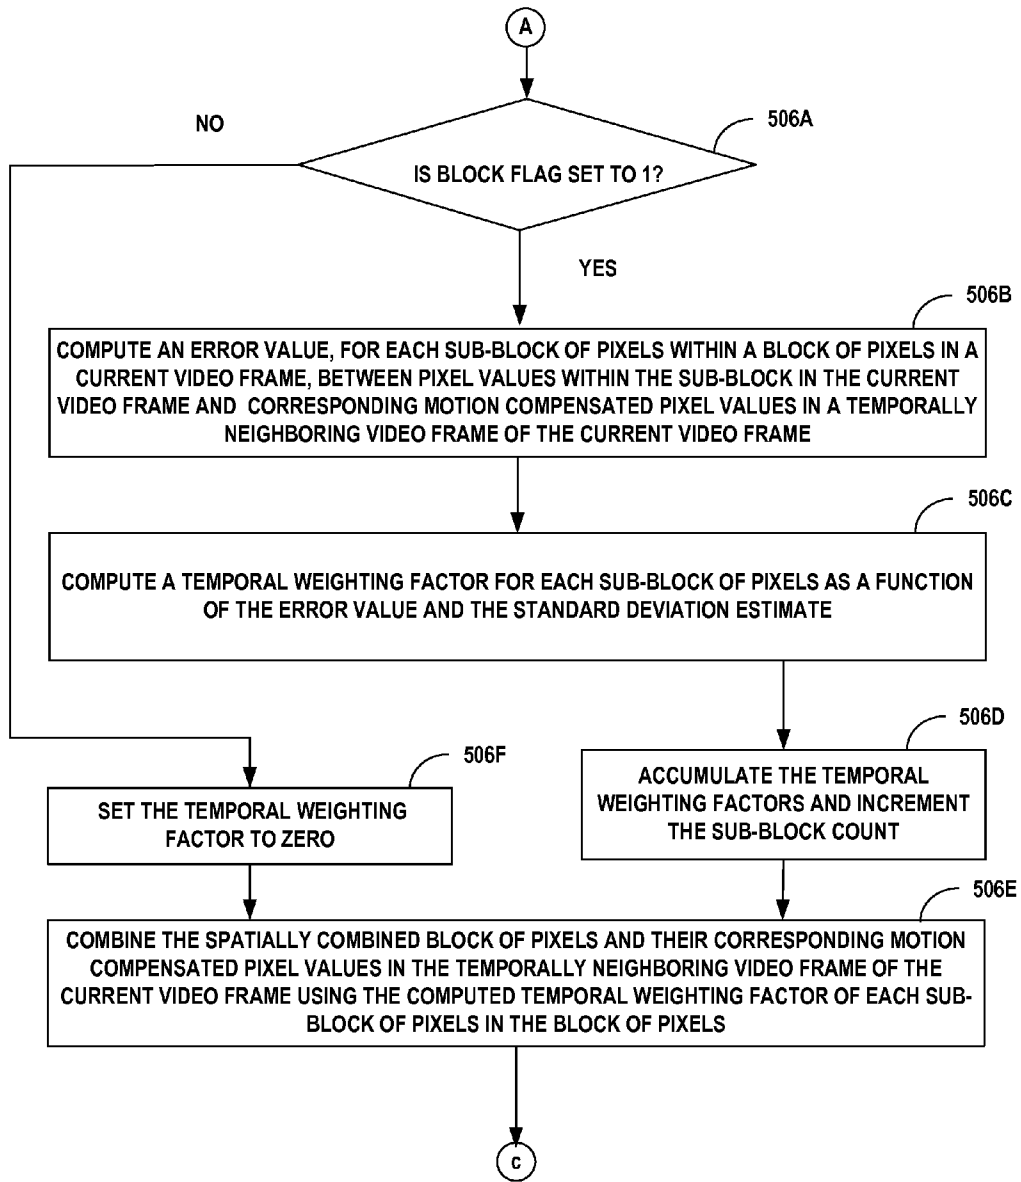 A
506A
NO
IS BLOCK FLAG SET TO 1?
YES
506B
COMPUTE AN ERROR VALUE, FOR EACH SUB-BLOCK OF PIXELS WITHIN A BLOCK OF PIXELS IN A
CURRENT VIDEO FRAME, BETWEEN PIXEL VALUES WITHIN THE SUB-BLOCK IN THE CURRENT
VIDEO FRAME AND CORRESPONDING MOTION COMPENSATED PIXEL VALUES IN A TEMPORALLY
NEIGHBORING VIDEO FRAME OF THE CURRENT VIDEO FRAME
506C
COMPUTE A TEMPORAL WEIGHTING FACTOR FOR EACH SUB-BLOCK OF PIXELS AS A FUNCTION
OF THE ERROR VALUE AND THE STANDARD DEVIATION ESTIMATE
506D
ACCUMULATE THE TEMPORAL
WEIGHTING FACTORS AND INCREMENT
THE SUB-BLOCK COUNT
506F
SET THE TEMPORAL WEIGHTING
FACTOR TO ZERO
506E
COMBINE THE SPATIALLY COMBINED BLOCK OF PIXELS AND THEIR CORRESPONDING MOTION
COMPENSATED PIXEL VALUES IN THE TEMPORALLY NEIGHBORING VIDEO FRAME OF THE
CURRENT VIDEO FRAME USING THE COMPUTED TEMPORAL WEIGHTING FACTOR OF EACH SUB-
BLOCK OF PIXELS IN THE BLOCK OF PIXELS
C